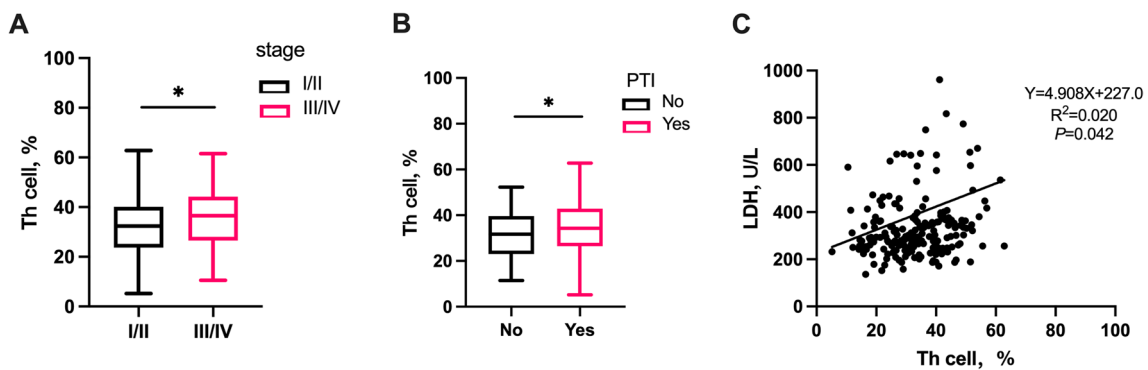 A
stage
I/II
III/IV
100
80
60
40
20
0
Th cell, %
*
I/II
III/IV
B
PTI
No
Yes
100
80
60
40
20
0
Th cell, %
*
No
Yes
C
Y=4.908X+227.0
R²=0.020
P=0.042
1000
800
600
400
200
0
LDH, U/L
0
20
40
60
80
100
Th cell, %